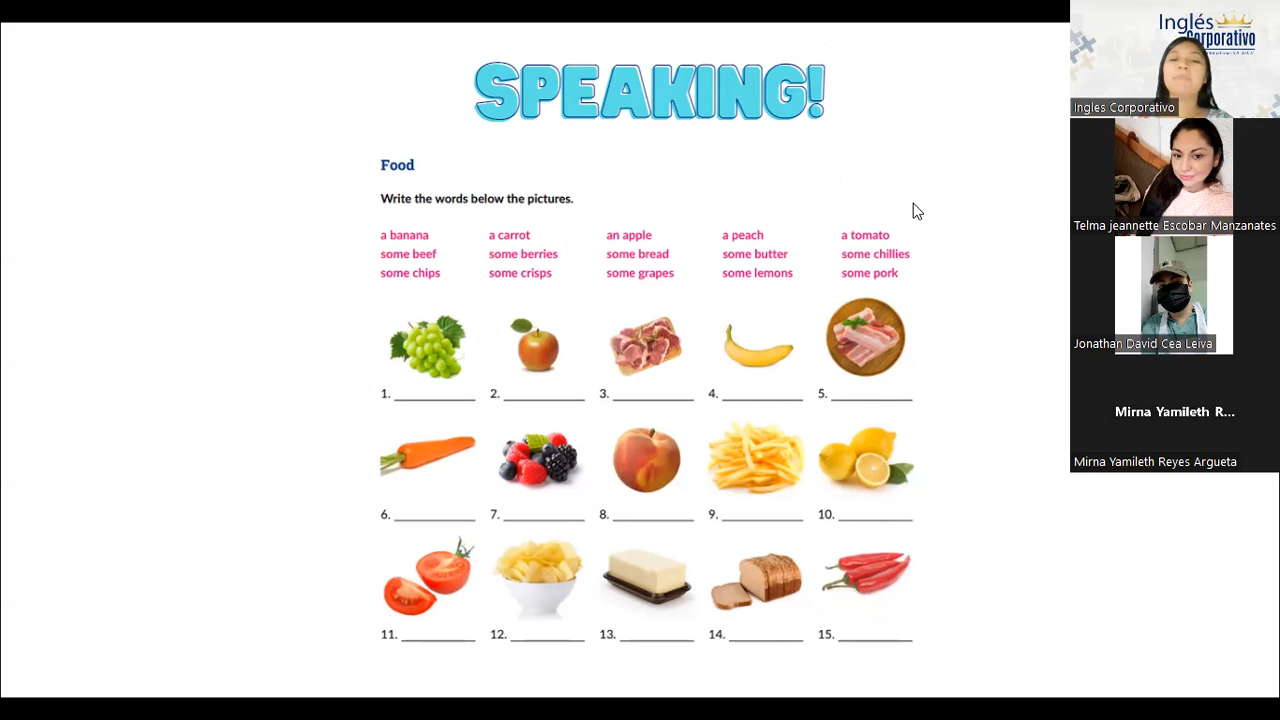 SPEAKING!
Food
Write the words below the pictures.
a banana a carrot an apple a peach a tomato
some beef some berries some bread some butter some chillies
some chips some crisps some grapes some lemons some pork
1. 2. 3. 4. 5.
6. 7. 8. 9. 10.
11. 12. 13. 14. 15.
Inglés
Corporativo
Ingles Corporativo
Telma jeannette Escobar Manzanates
Jonathan David Cea Leiva
Mirna Yamileth R...
Mirna Yamileth Reyes Argueta